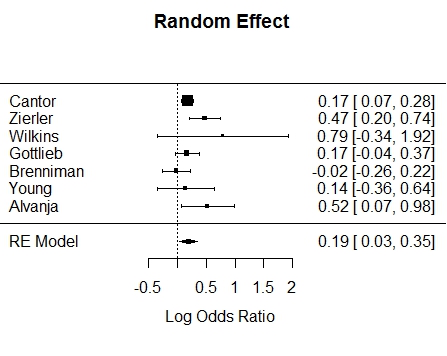 Random Effect
Cantor 0.17 [ 0.07, 0.28]
Zierler 0.47 [ 0.20, 0.74]
Wilkins 0.79 [-0.34, 1.92]
Gottlieb 0.17 [-0.04, 0.37]
Brenniman -0.02 [-0.26, 0.22]
Young 0.14 [-0.36, 0.64]
Alvanja 0.52 [ 0.07, 0.98]
RE Model 0.19 [ 0.03, 0.35]
-0.5 0.5 1 1.5 2
Log Odds Ratio